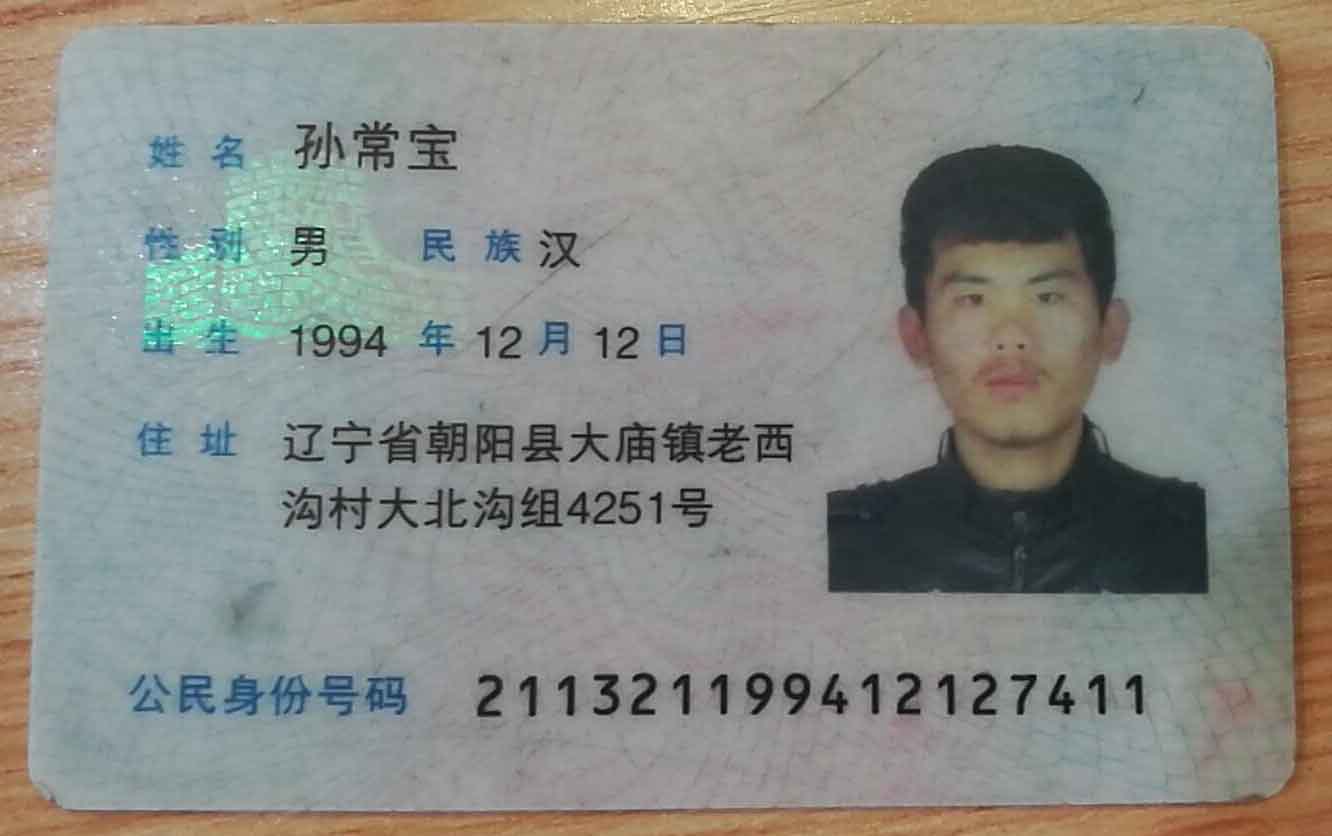 姓名 孙常宝
性别 男 民族 汉
出生 1994 年 12 月 12 日
住址 辽宁省朝阳县大庙镇老西
沟村大北沟组4251号
公民身份号码 211321199412127411